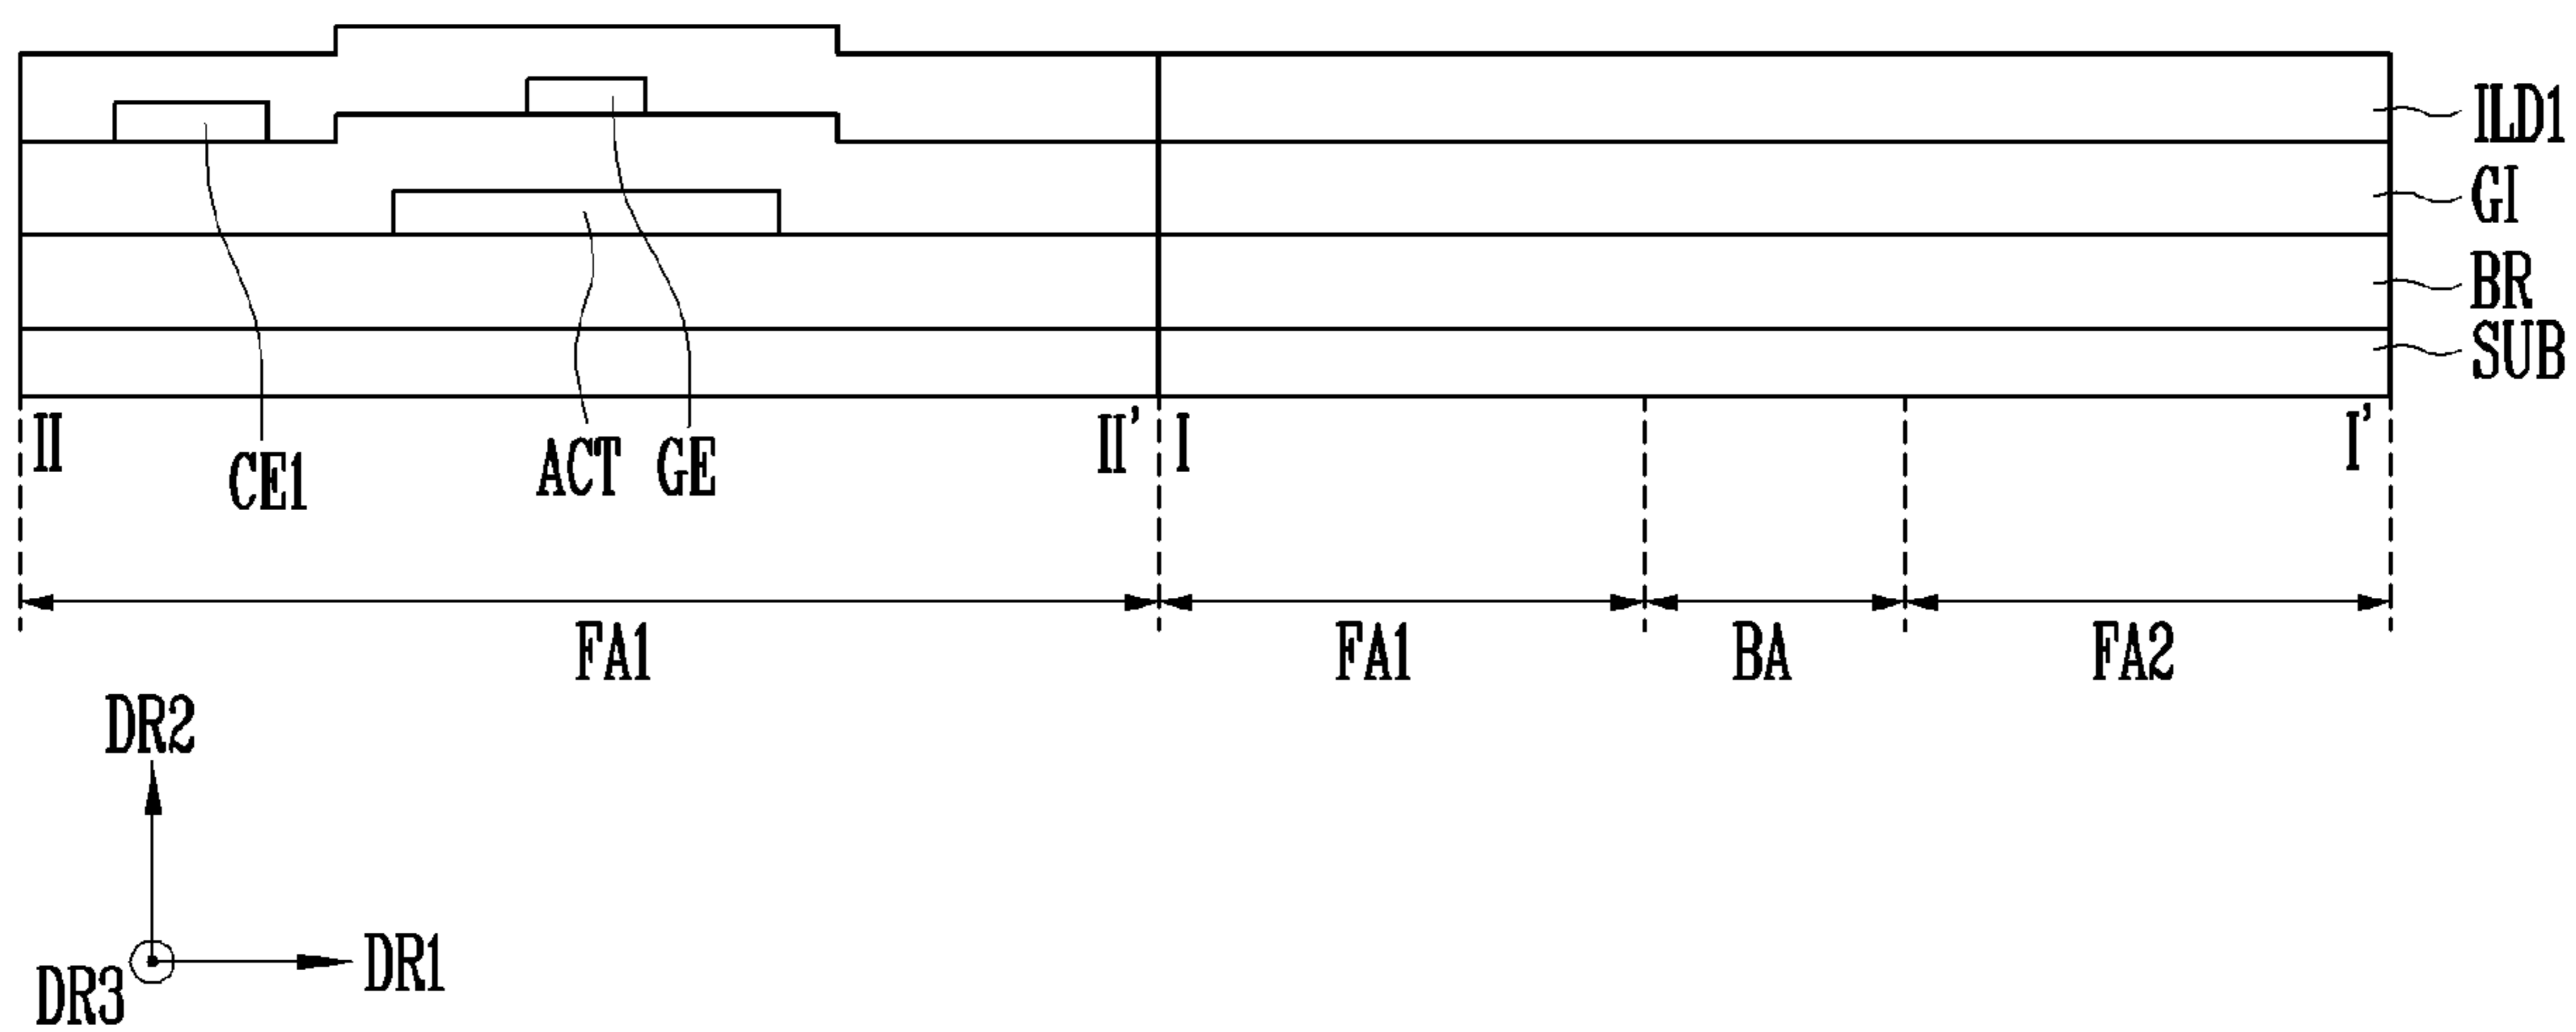 ILD1
GI
BR
SUB
II
CE1
ACT
GE
II'
I
I'
FA1
FA1
BA
FA2
DR2
DR3
DR1